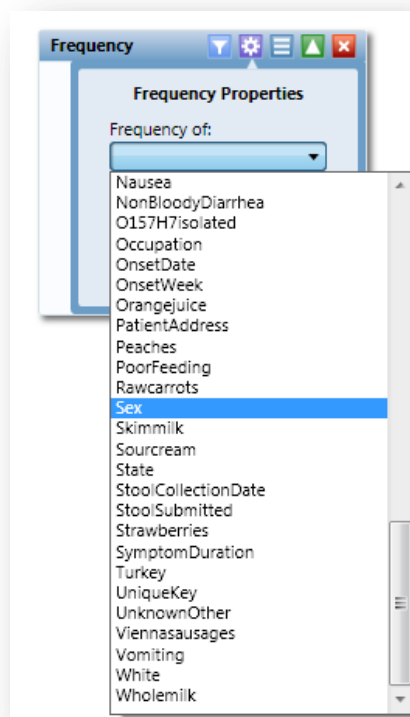 Frequency
Frequency Properties
Frequency of:
Nausea
NonBloodyDiarrhea
O157H7isolated
Occupation
OnsetDate
OnsetWeek
Orangejuice
PatientAddress
Peaches
PoorFeeding
Rawcarrots
Sex
Skimmilk
Sourcream
State
StoolCollectionDate
StoolSubmitted
Strawberries
SymptomDuration
Turkey
UniqueKey
UnknownOther
Viennasausages
Vomiting
White
Wholemilk